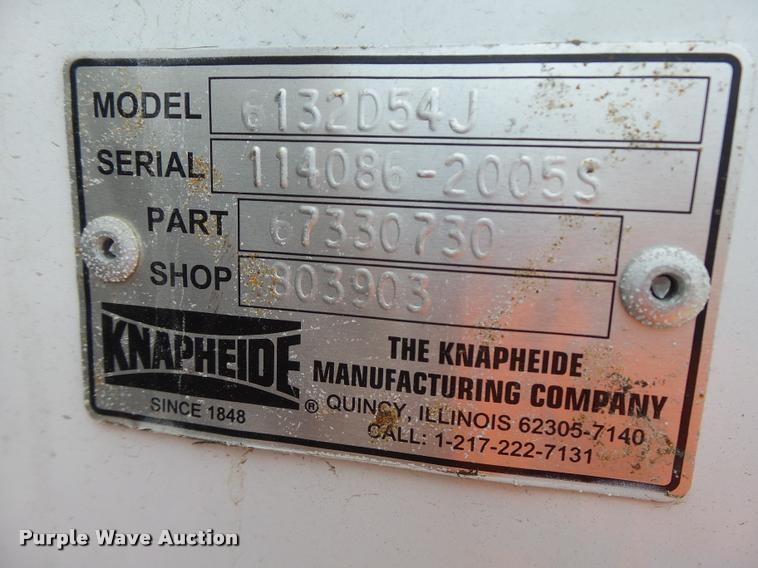 MODEL 6132D54J
SERIAL 114086-2005S
PART 67330730
SHOP 803903
KNAPHEIDE
SINCE 1848
®
THE KNAPHEIDE
MANUFACTURING COMPANY
QUINCY, ILLINOIS 62305-7140
CALL: 1-217-222-7131
Purple Wave Auction